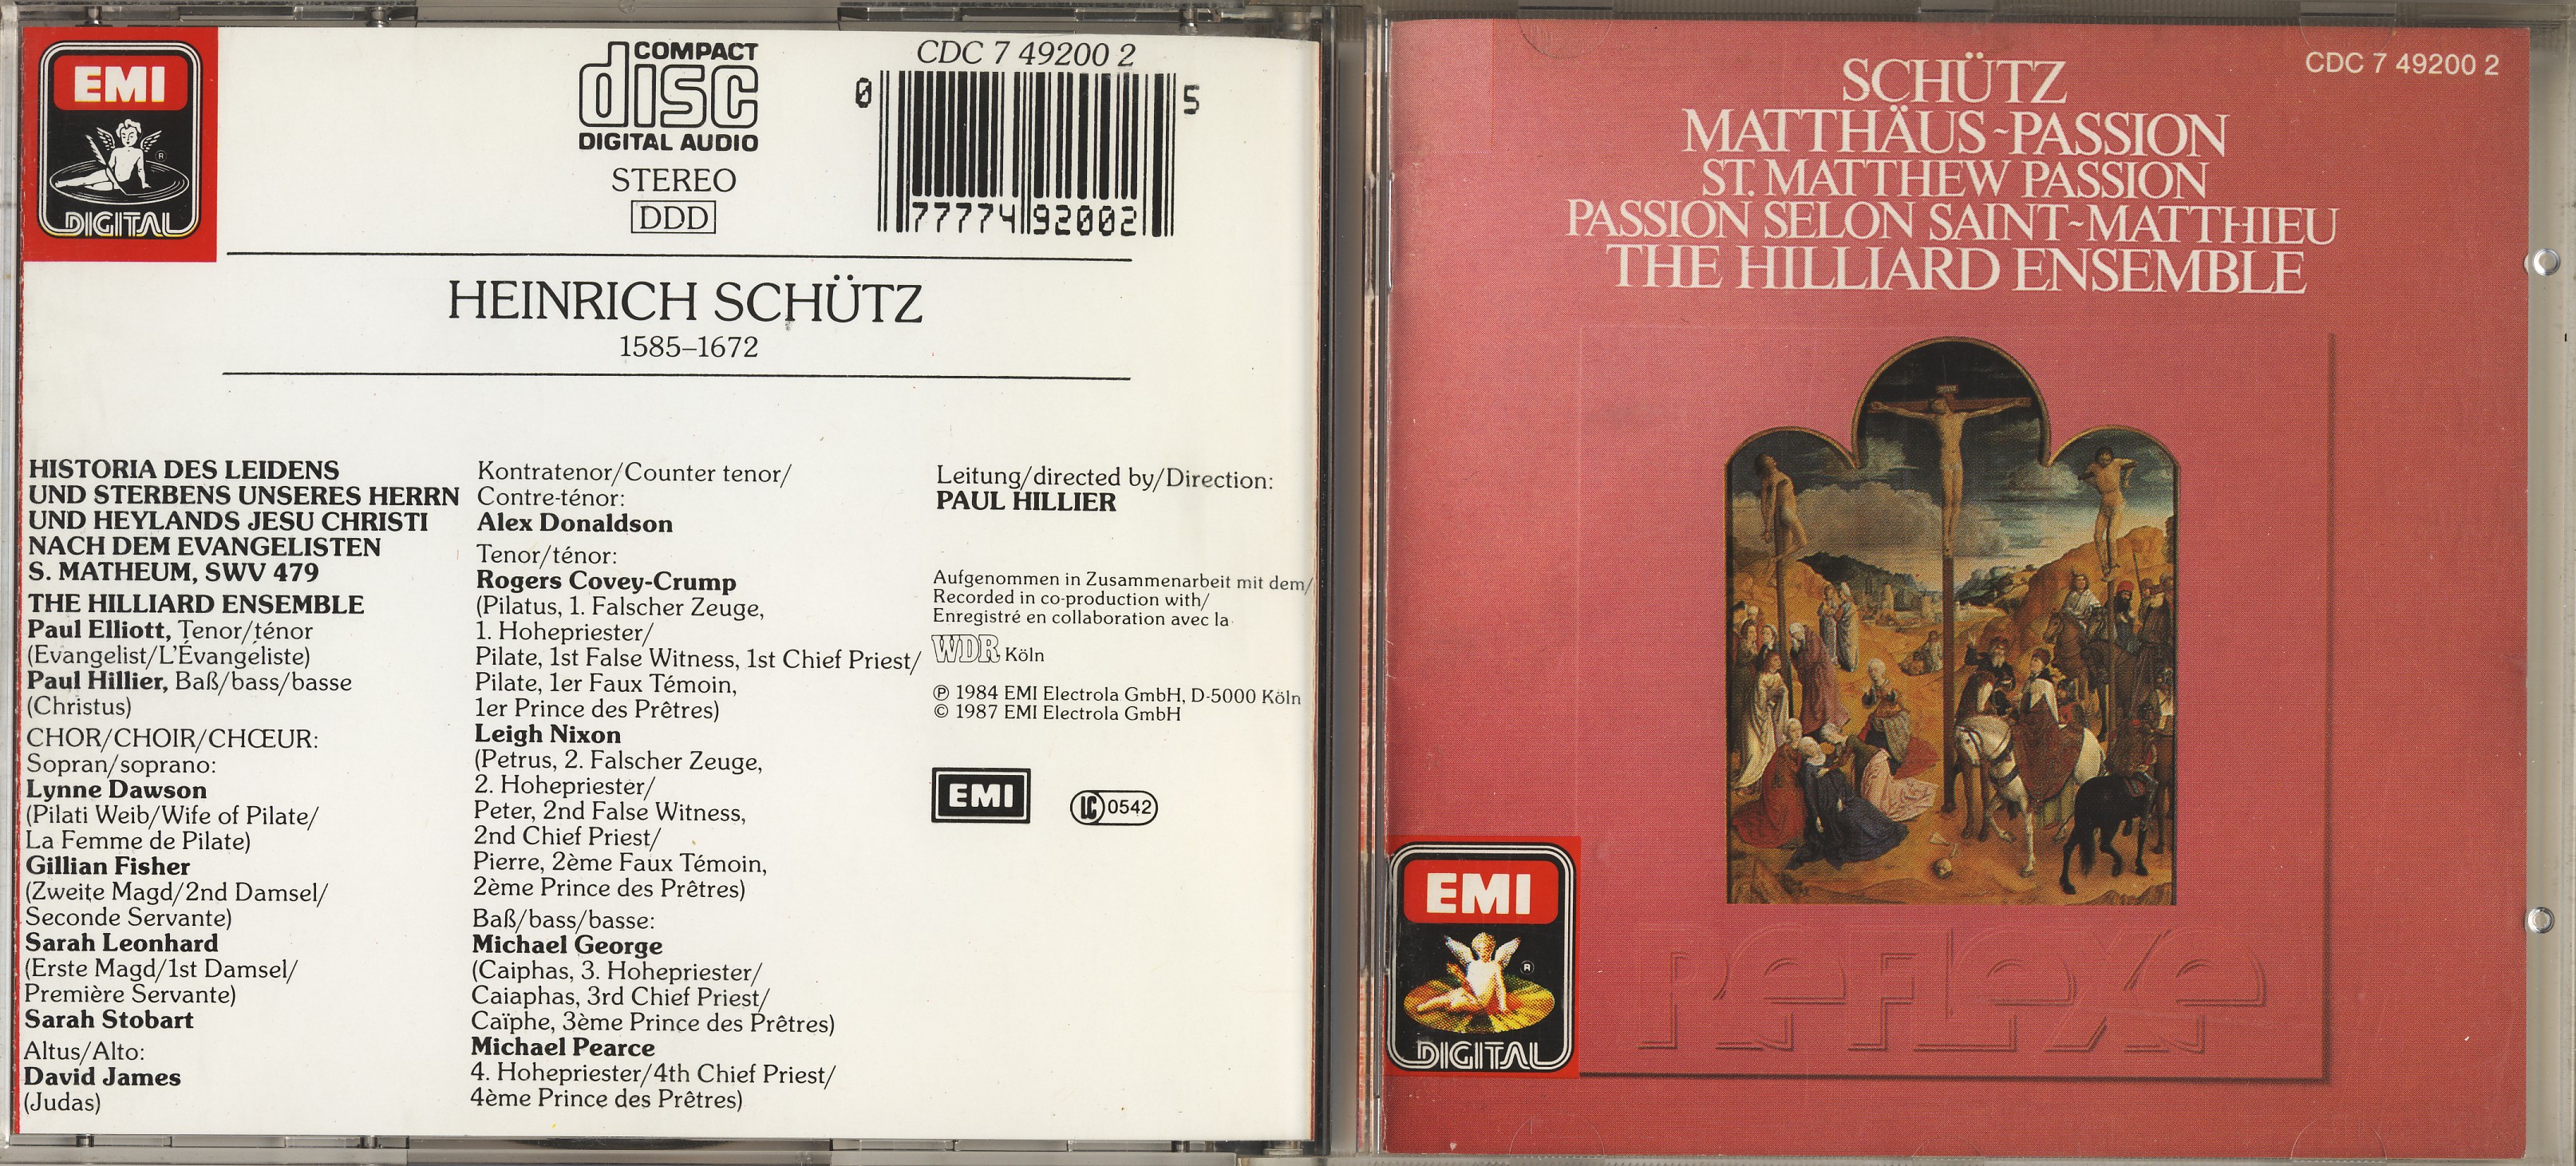 EMI
DIGITAL
COMPACT
disc
DIGITAL AUDIO
STEREO
DDD
CDC 7 49200 2
0
5
77774 92002
HEINRICH SCHÜTZ
1585–1672
HISTORIA DES LEIDENS
UND STERBENS UNSERES HERRN
UND HEYLANDS JESU CHRISTI
NACH DEM EVANGELISTEN
S. MATHEUM, SWV 479
THE HILLIARD ENSEMBLE
Paul Elliott, Tenor/ténor
(Evangelist/L'Évangeliste)
Paul Hillier, Baß/bass/basse
(Christus)
CHOR/CHOIR/CHŒUR:
Sopran/soprano:
Lynne Dawson
(Pilati Weib/Wife of Pilate/
La Femme de Pilate)
Gillian Fisher
(Zweite Magd/2nd Damsel/
Seconde Servante)
Sarah Leonhard
(Erste Magd/1st Damsel/
Première Servante)
Sarah Stobart
Altus/Alto:
David James
(Judas)
Kontratenor/Counter tenor/
Contre-ténor:
Alex Donaldson
Tenor/ténor:
Rogers Covey-Crump
(Pilatus, 1. Falscher Zeuge,
1. Hohepriester/
Pilate, 1st False Witness, 1st Chief Priest/
Pilate, 1er Faux Témoin,
1er Prince des Prêtres)
Leigh Nixon
(Petrus, 2. Falscher Zeuge,
2. Hohepriester/
Peter, 2nd False Witness,
2nd Chief Priest/
Pierre, 2ème Faux Témoin,
2ème Prince des Prêtres)
Baß/bass/basse:
Michael George
(Caiphas, 3. Hohepriester/
Caiaphas, 3rd Chief Priest/
Caïphe, 3ème Prince des Prêtres)
Michael Pearce
4. Hohepriester/4th Chief Priest/
4ème Prince des Prêtres)
Leitung/directed by/Direction:
PAUL HILLIER
Aufgenommen in Zusammenarbeit mit dem/
Recorded in co-production with/
Enregistré en collaboration avec la
WDR Köln
℗ 1984 EMI Electrola GmbH, D-5000 Köln
© 1987 EMI Electrola GmbH
EMI
LC 0542
CDC 7 49200 2
SCHÜTZ
MATTHÄUS~PASSION
ST. MATTHEW PASSION
PASSION SELON SAINT~MATTHIEU
THE HILLIARD ENSEMBLE
Reflexe
EMI
DIGITAL